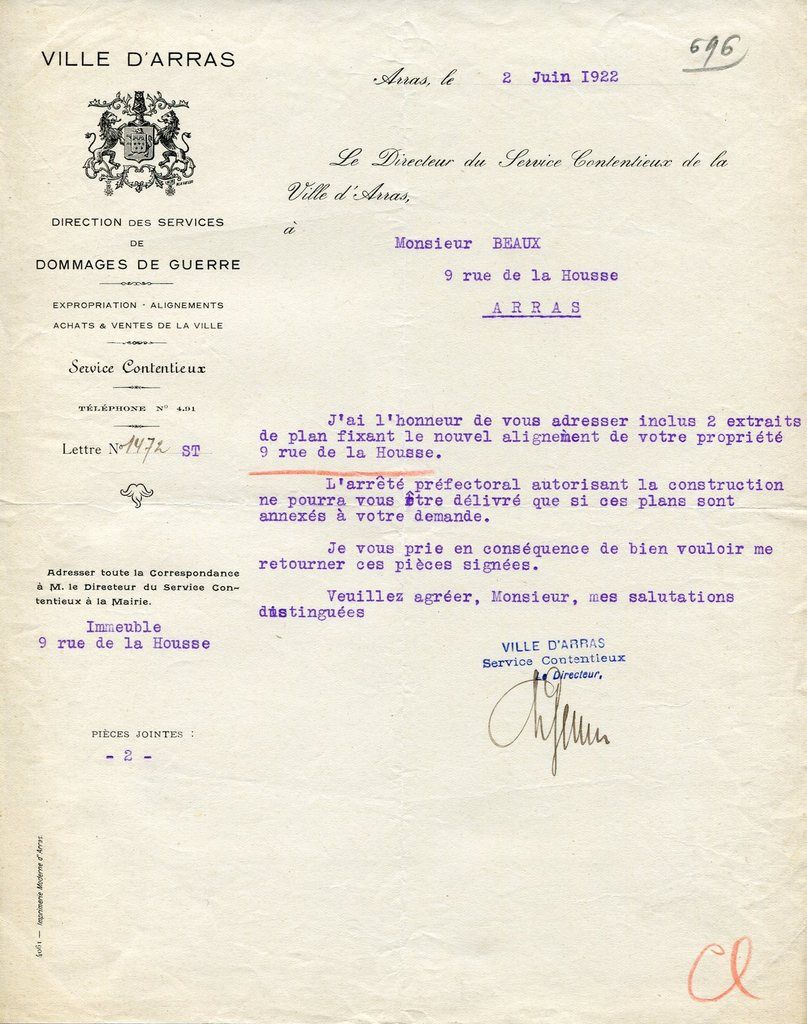 VILLE D'ARRAS
696
Arras, le 2 Juin 1922
Le Directeur du Service Contentieux de la
Ville d'Arras,
à
Monsieur BEAUX
9 rue de la Housse
ARRAS
DIRECTION DES SERVICES
DE
DOMMAGES DE GUERRE
EXPROPRIATION · ALIGNEMENTS
ACHATS & VENTES DE LA VILLE
Service Contentieux
TÉLÉPHONE N° 4.91
Lettre N° 1472 ST
J'ai l'honneur de vous adresser inclus 2 extraits
de plan fixant le nouvel alignement de votre propriété
9 rue de la Housse.
L'arrêté préfectoral autorisant la construction
ne pourra vous être délivré que si ces plans sont
annexés à votre demande.
Je vous prie en conséquence de bien vouloir me
retourner ces pièces signées.
Veuillez agréer, Monsieur, mes salutations
distinguées
Adresser toute la Correspondance
à M. le Directeur du Service Con-
tentieux à la Mairie.
Immeuble
9 rue de la Housse
VILLE D'ARRAS
Service Contentieux
Le Directeur,
PIÈCES JOINTES :
- 2 -
Imprimerie Moderne d'Arras.
Cl